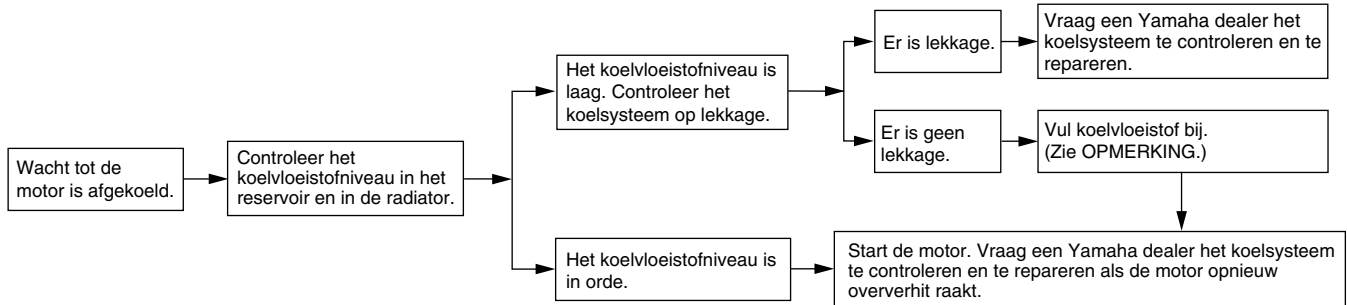 Wacht tot de
motor is afgekoeld.
Controleer het
koelvloeistofniveau in het
reservoir en in de radiator.
Het koelvloeistofniveau is
laag. Controleer het
koelsysteem op lekkage.
Er is lekkage.
Vraag een Yamaha dealer het
koelsysteem te controleren en te
repareren.
Er is geen
lekkage.
Vul koelvloeistof bij.
(Zie OPMERKING.)
Het koelvloeistofniveau is
in orde.
Start de motor. Vraag een Yamaha dealer het koelsysteem
te controleren en te repareren als de motor opnieuw
oververhit raakt.